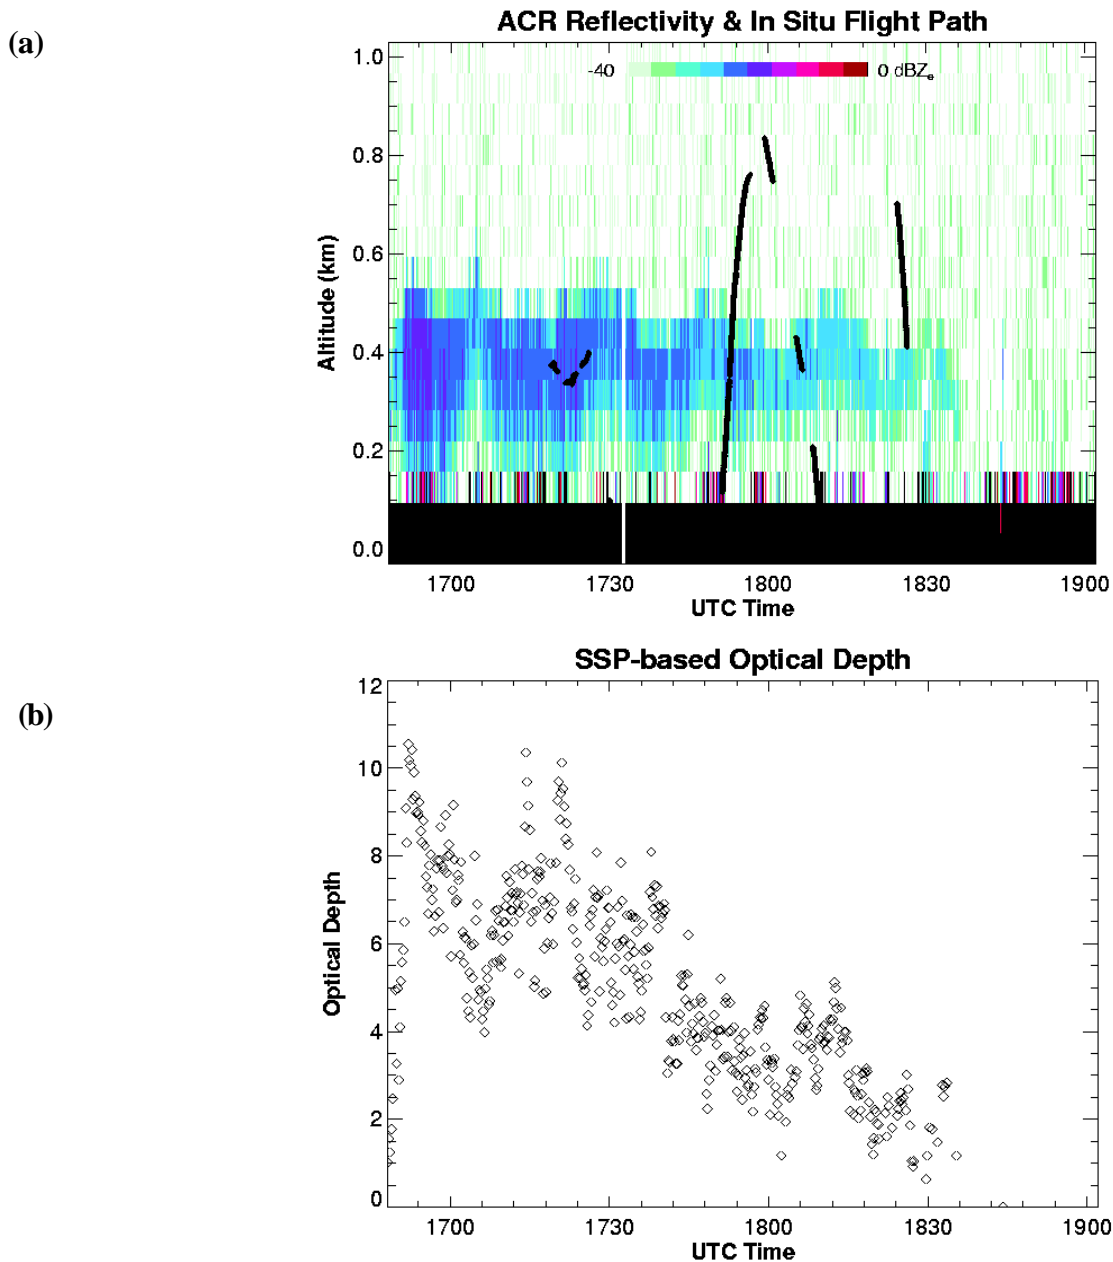 (a)
ACR Reflectivity & In Situ Flight Path
-40 0 dBZe
1.0
0.8
0.6
0.4
0.2
0.0
Altitude (km)
1700 1730 1800 1830 1900
UTC Time
(b)
SSP-based Optical Depth
12
10
8
6
4
2
0
Optical Depth
1700 1730 1800 1830 1900
UTC Time